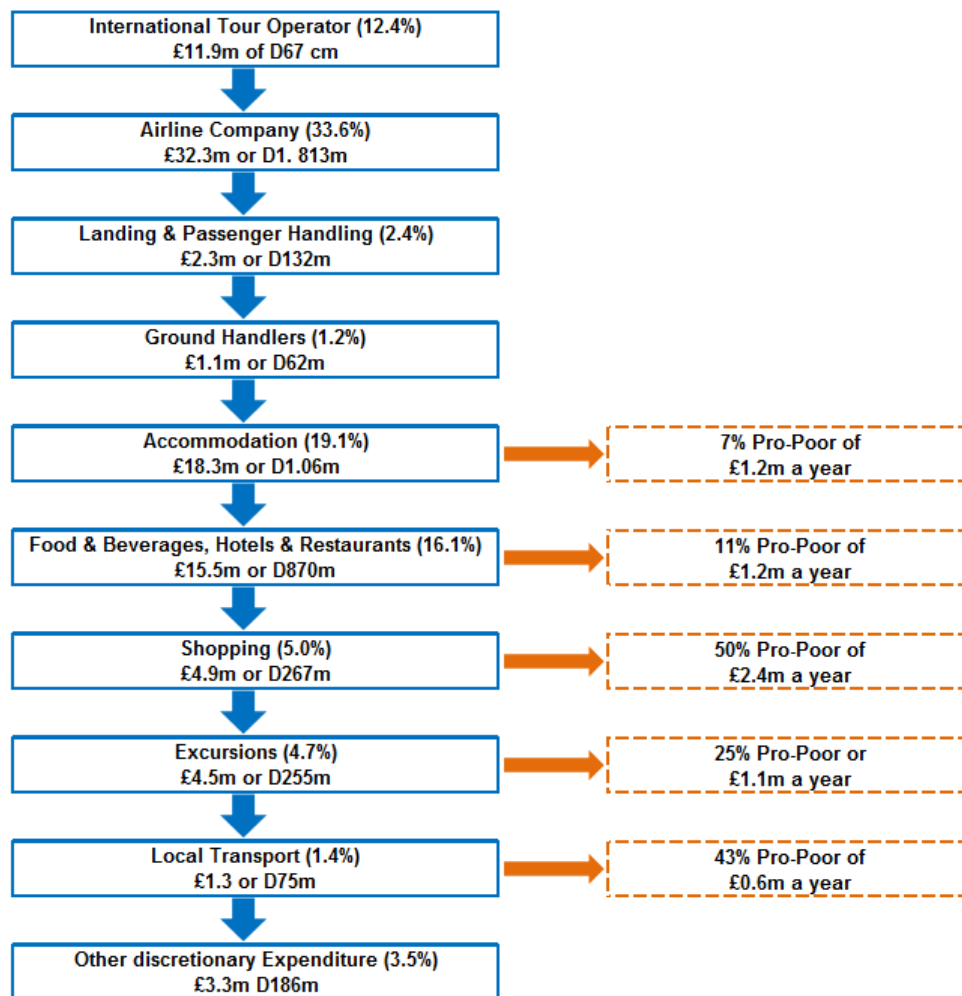 International Tour Operator (12.4%)
£11.9m of D67 cm
Airline Company (33.6%)
£32.3m or D1. 813m
Landing & Passenger Handling (2.4%)
£2.3m or D132m
Ground Handlers (1.2%)
£1.1m or D62m
Accommodation (19.1%)
£18.3m or D1.06m
7% Pro-Poor of
£1.2m a year
Food & Beverages, Hotels & Restaurants (16.1%)
£15.5m or D870m
11% Pro-Poor of
£1.2m a year
Shopping (5.0%)
£4.9m or D267m
50% Pro-Poor of
£2.4m a year
Excursions (4.7%)
£4.5m or D255m
25% Pro-Poor or
£1.1m a year
Local Transport (1.4%)
£1.3 or D75m
43% Pro-Poor of
£0.6m a year
Other discretionary Expenditure (3.5%)
£3.3m D186m